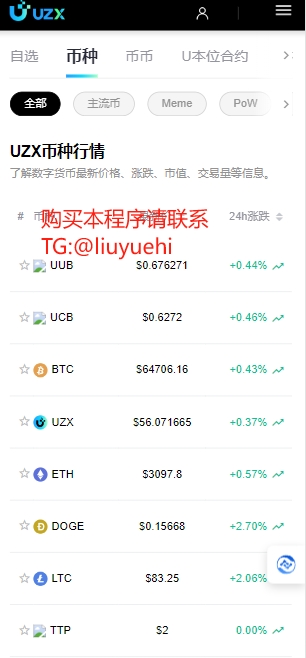 UZX
自选 币种 币币 U本位合约
全部 主流币 Meme PoW
UZX币种行情
了解数字货币最新价格、涨跌、市值、交易量等信息。
# 币 24h涨跌
购买本程序请联系
TG:@liuyuehi
UUB $0.676271 +0.44%
UCB $0.6272 +0.46%
BTC $64706.16 +0.43%
UZX $56.071665 +0.37%
ETH $3097.8 +0.57%
DOGE $0.15668 +2.70%
LTC $83.25 +2.06%
TTP $2 0.00%